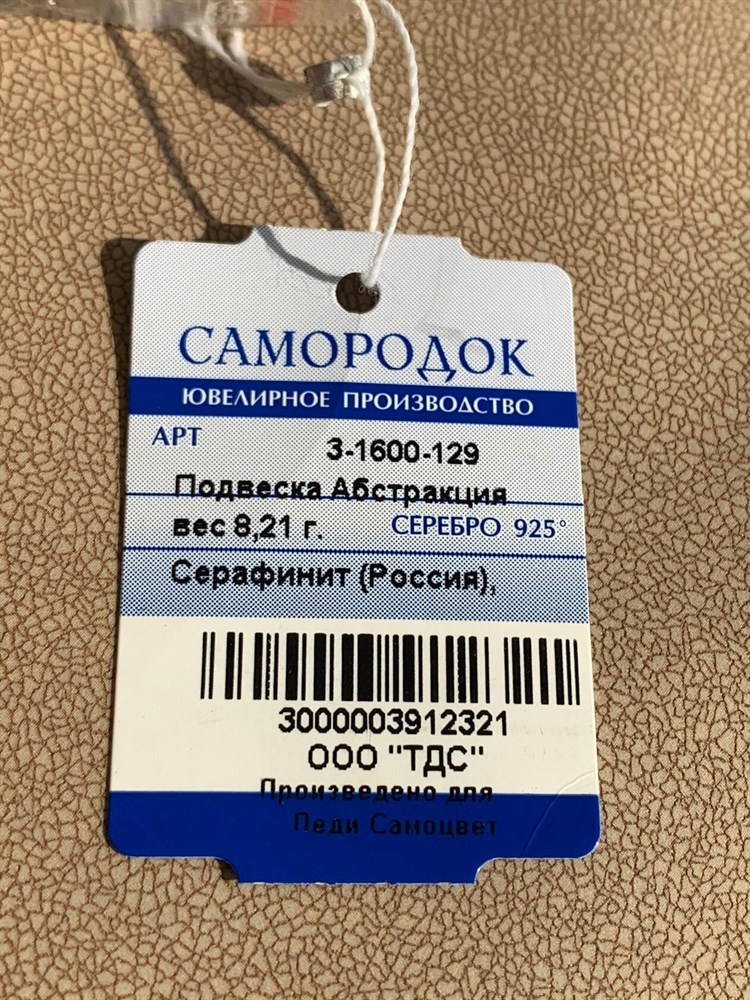 САМОРОДОК
ЮВЕЛИРНОЕ ПРОИЗВОДСТВО
АРТ 3-1600-129
Подвеска Абстракция
вес 8,21 г. СЕРЕБРО 925°
Серафинит (Россия),
3000003912321
ООО "ТДС"
Произведено для
Леди Самоцвет